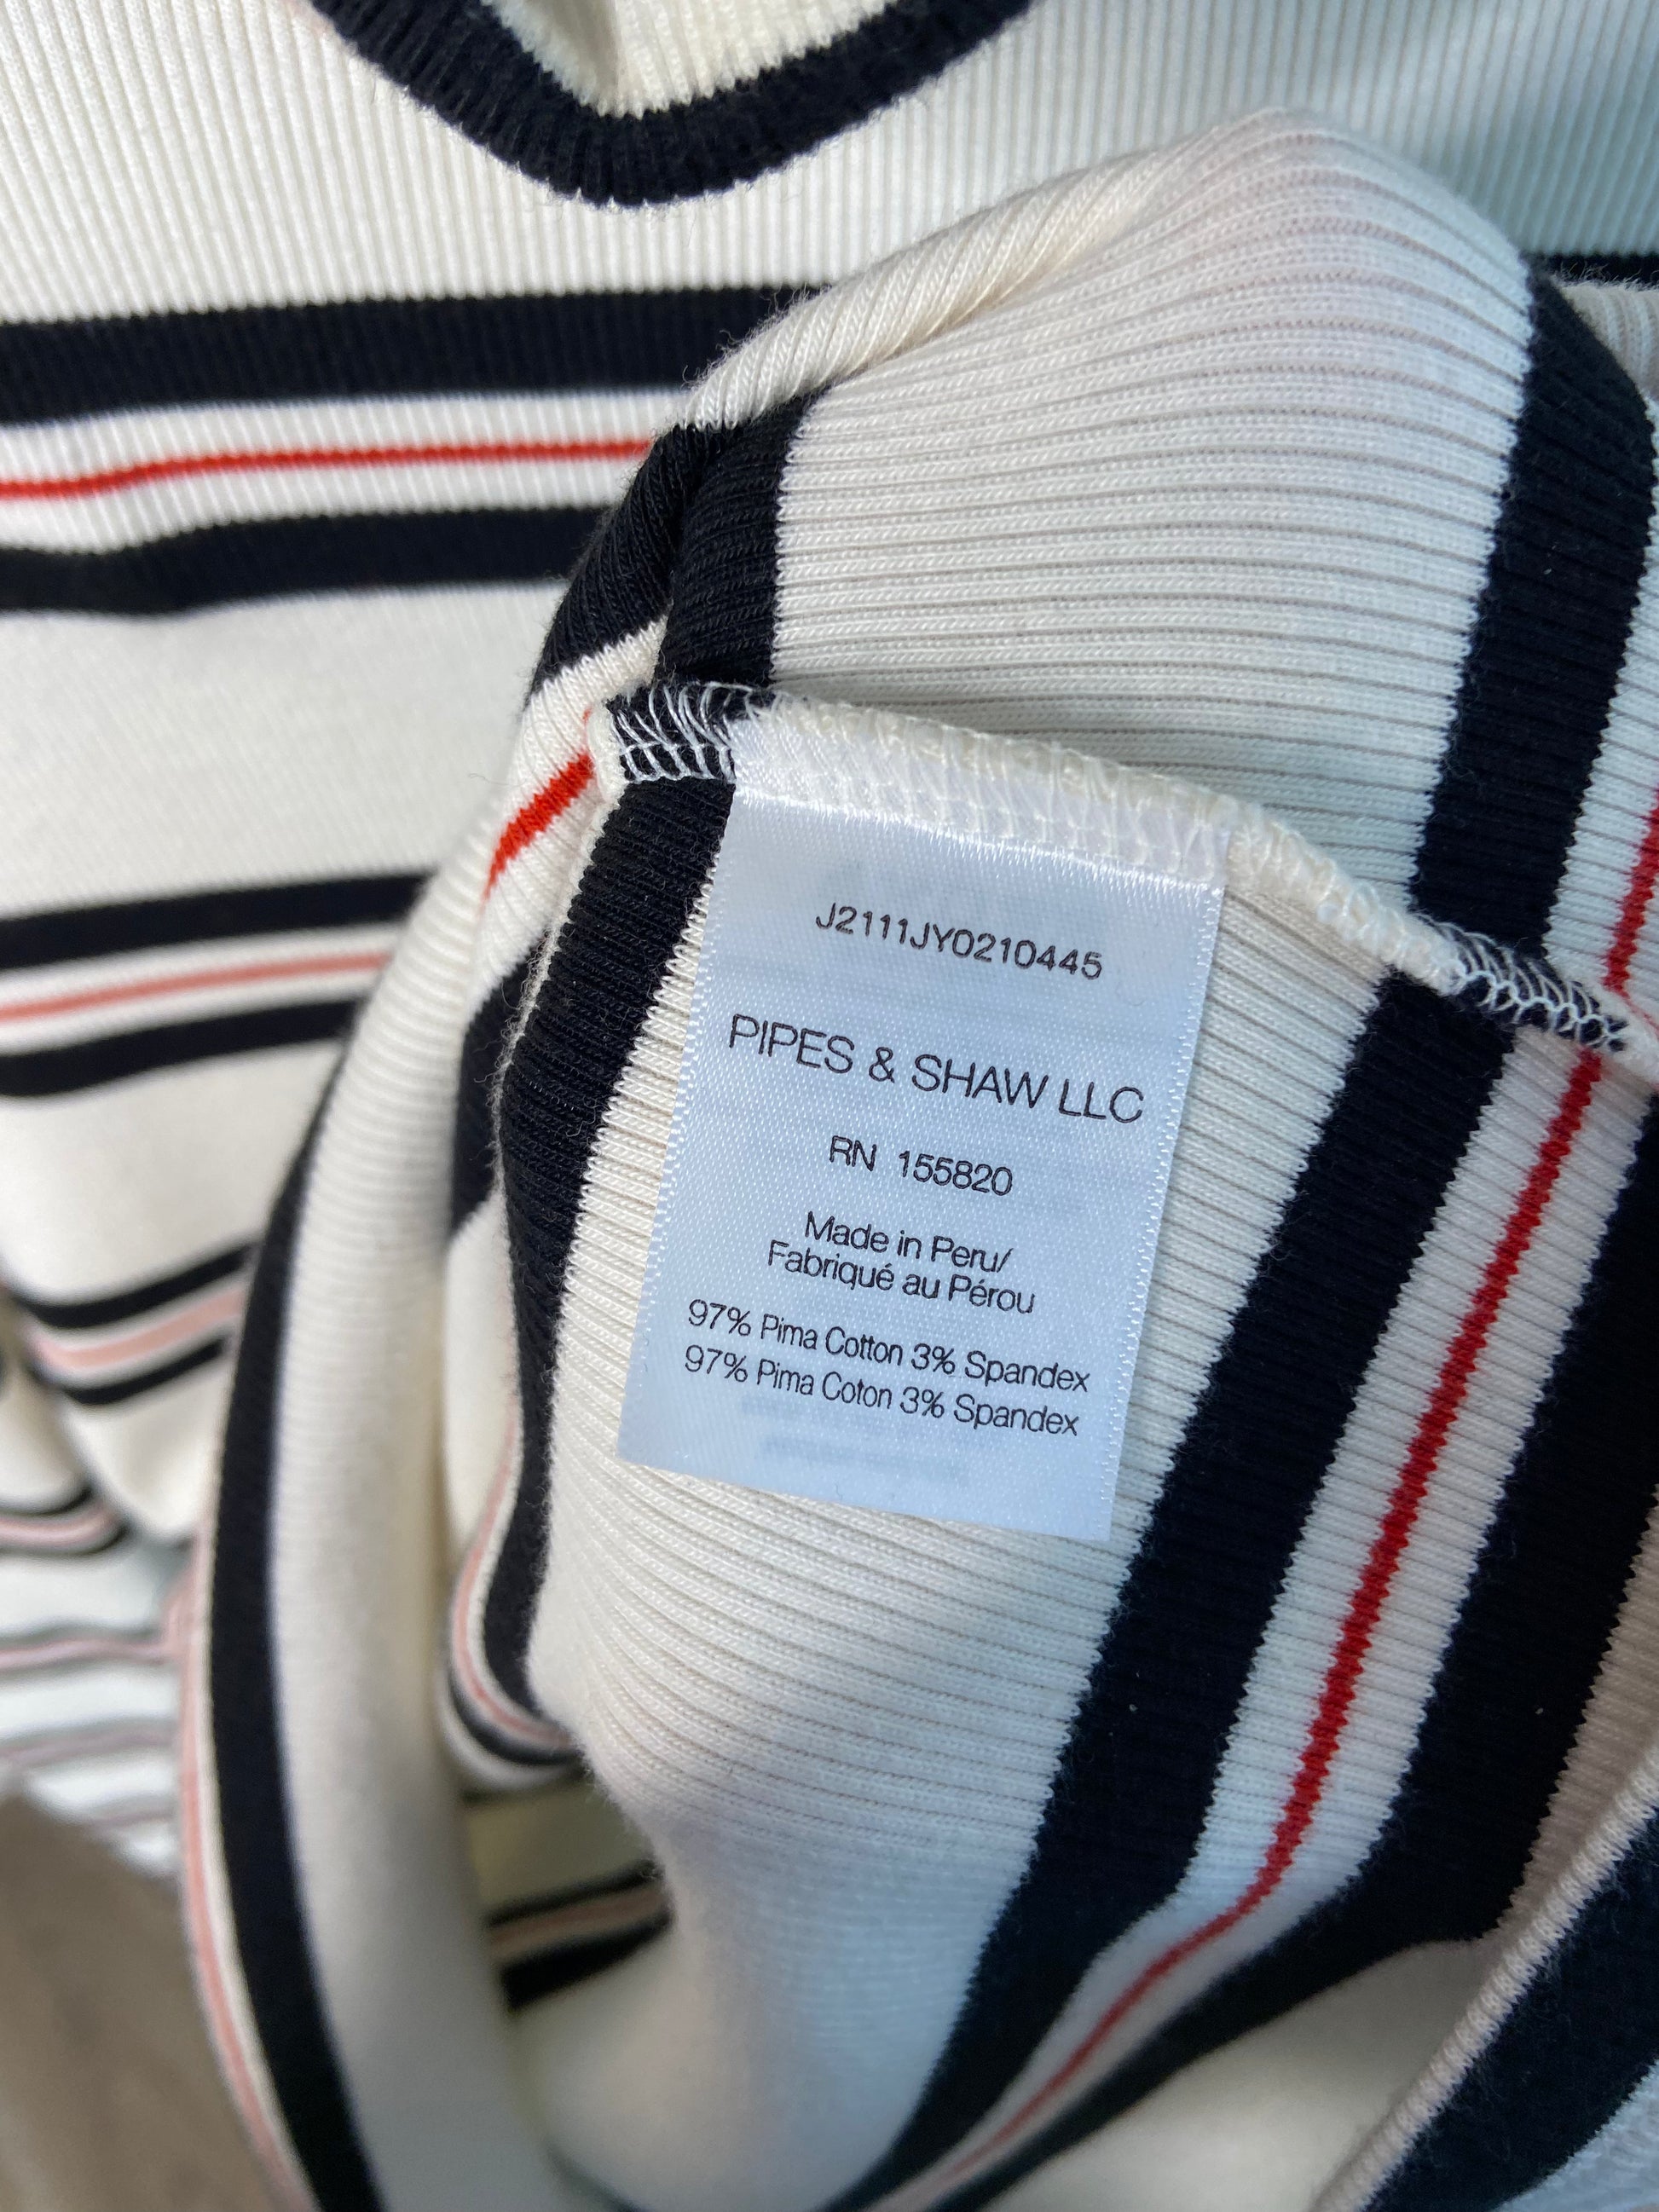 J2111JY0210445
PIPES & SHAW LLC
RN 155820
Made in Peru/
Fabriqué au Pérou
97% Pima Cotton 3% Spandex
97% Pima Coton 3% Spandex